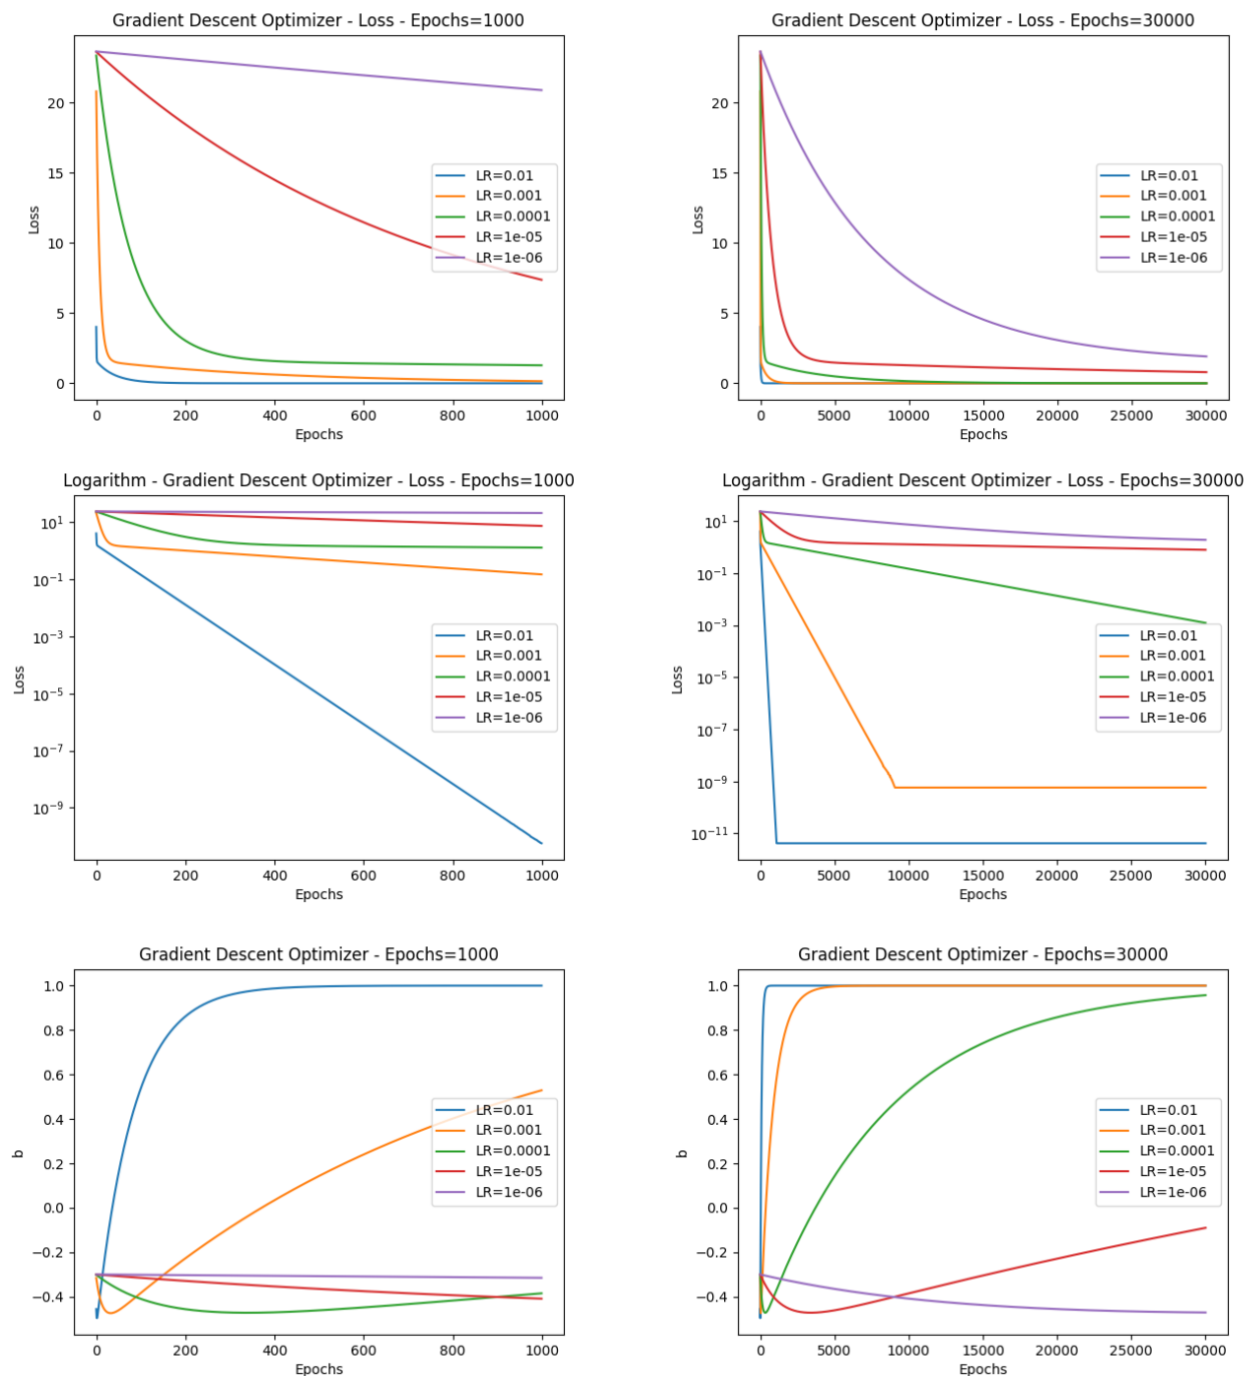 Gradient Descent Optimizer - Loss - Epochs=1000
20
15
10
5
0
Loss
LR=0.01
LR=0.001
LR=0.0001
LR=1e-05
LR=1e-06
0 200 400 600 800 1000
Epochs
Gradient Descent Optimizer - Loss - Epochs=30000
20
15
10
5
0
Loss
LR=0.01
LR=0.001
LR=0.0001
LR=1e-05
LR=1e-06
0 5000 10000 15000 20000 25000 30000
Epochs
Logarithm - Gradient Descent Optimizer - Loss - Epochs=1000
10¹
10⁻¹
10⁻³
10⁻⁵
10⁻⁷
10⁻⁹
Loss
LR=0.01
LR=0.001
LR=0.0001
LR=1e-05
LR=1e-06
0 200 400 600 800 1000
Epochs
Logarithm - Gradient Descent Optimizer - Loss - Epochs=30000
10¹
10⁻¹
10⁻³
10⁻⁵
10⁻⁷
10⁻⁹
10⁻¹¹
Loss
LR=0.01
LR=0.001
LR=0.0001
LR=1e-05
LR=1e-06
0 5000 10000 15000 20000 25000 30000
Epochs
Gradient Descent Optimizer - Epochs=1000
1.0
0.8
0.6
0.4
0.2
0.0
−0.2
−0.4
b
LR=0.01
LR=0.001
LR=0.0001
LR=1e-05
LR=1e-06
0 200 400 600 800 1000
Epochs
Gradient Descent Optimizer - Epochs=30000
1.0
0.8
0.6
0.4
0.2
0.0
−0.2
−0.4
b
LR=0.01
LR=0.001
LR=0.0001
LR=1e-05
LR=1e-06
0 5000 10000 15000 20000 25000 30000
Epochs